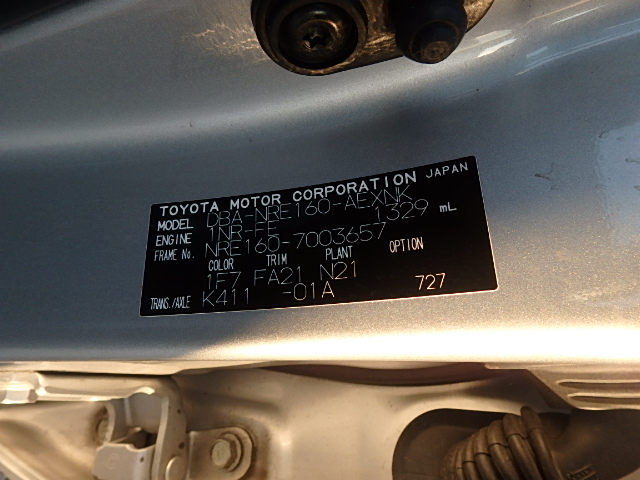 TOYOTA MOTOR CORPORATION JAPAN
MODEL DBA-NRE160-AEXNK
ENGINE 1NR-FE 1329 mL
FRAME No. NRE160-7003657
COLOR TRIM PLANT OPTION
1F7 FA21 N21
TRANS./AXLE K411 -01A 727